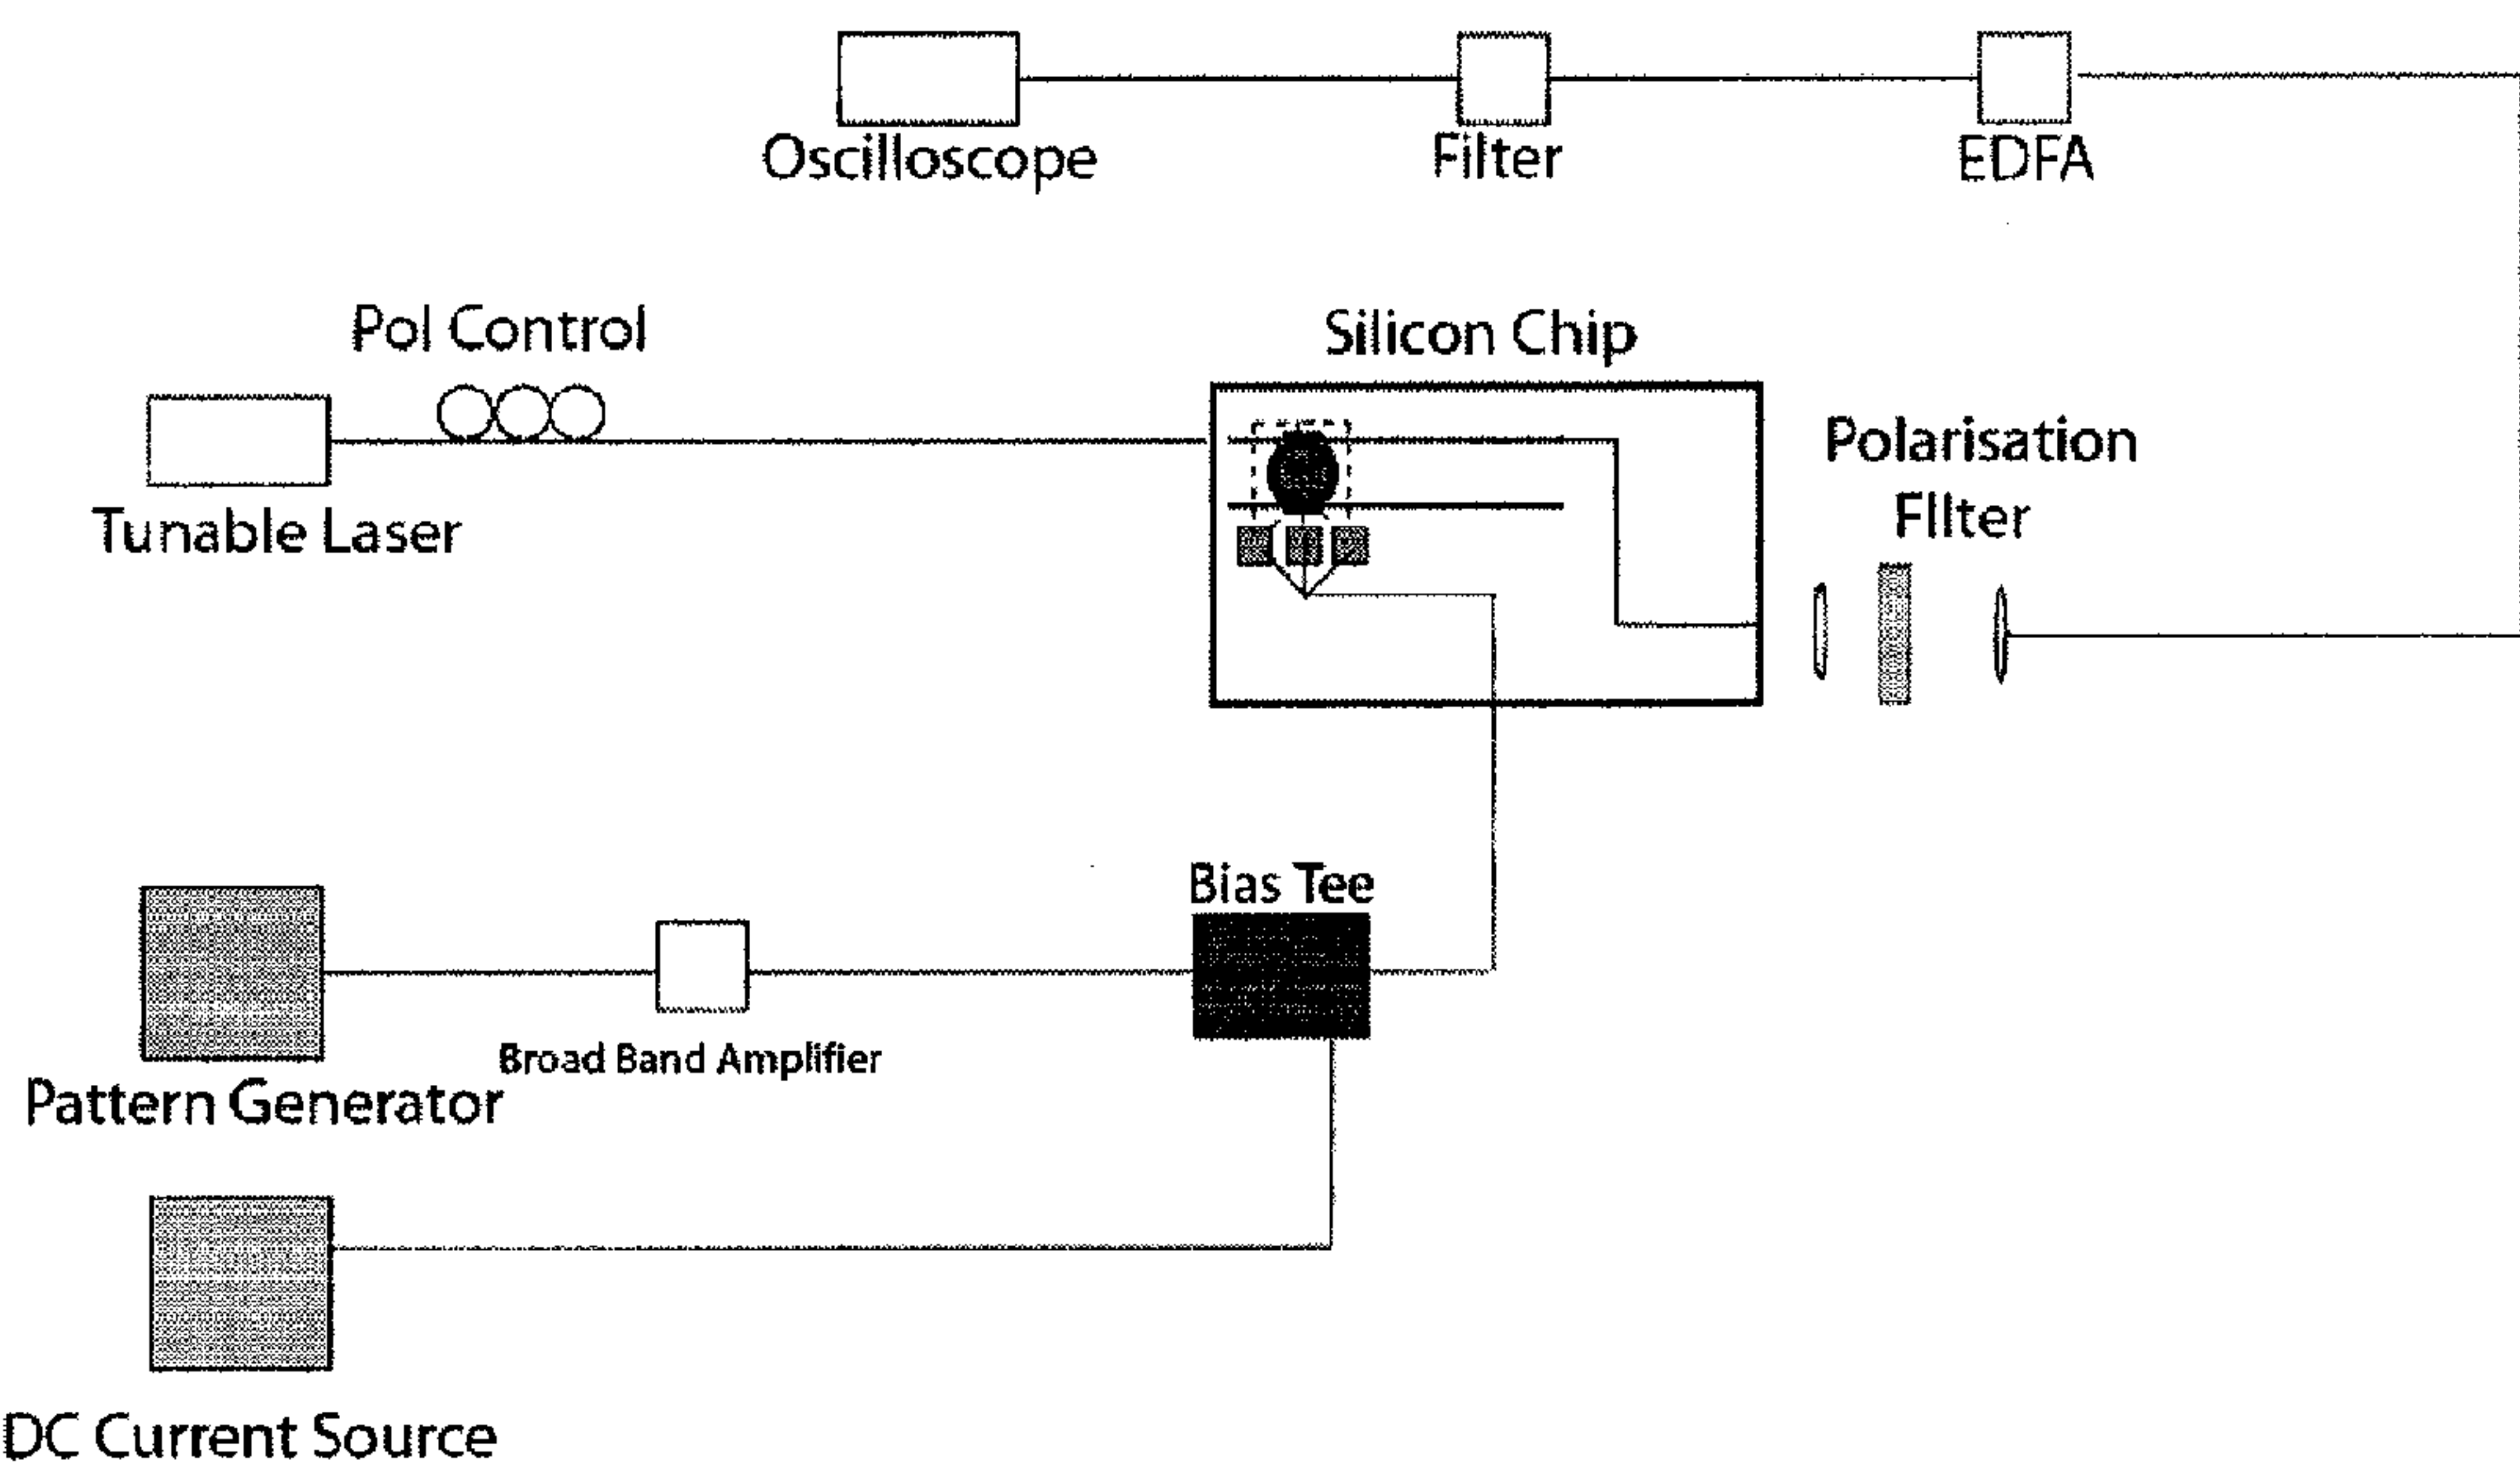 Oscilloscope
Filter
EDFA
Pol Control
Silicon Chip
Tunable Laser
Polarisation
FIlter
Bias Tee
Broad Band Amplifier
Pattern Generator
DC Current Source